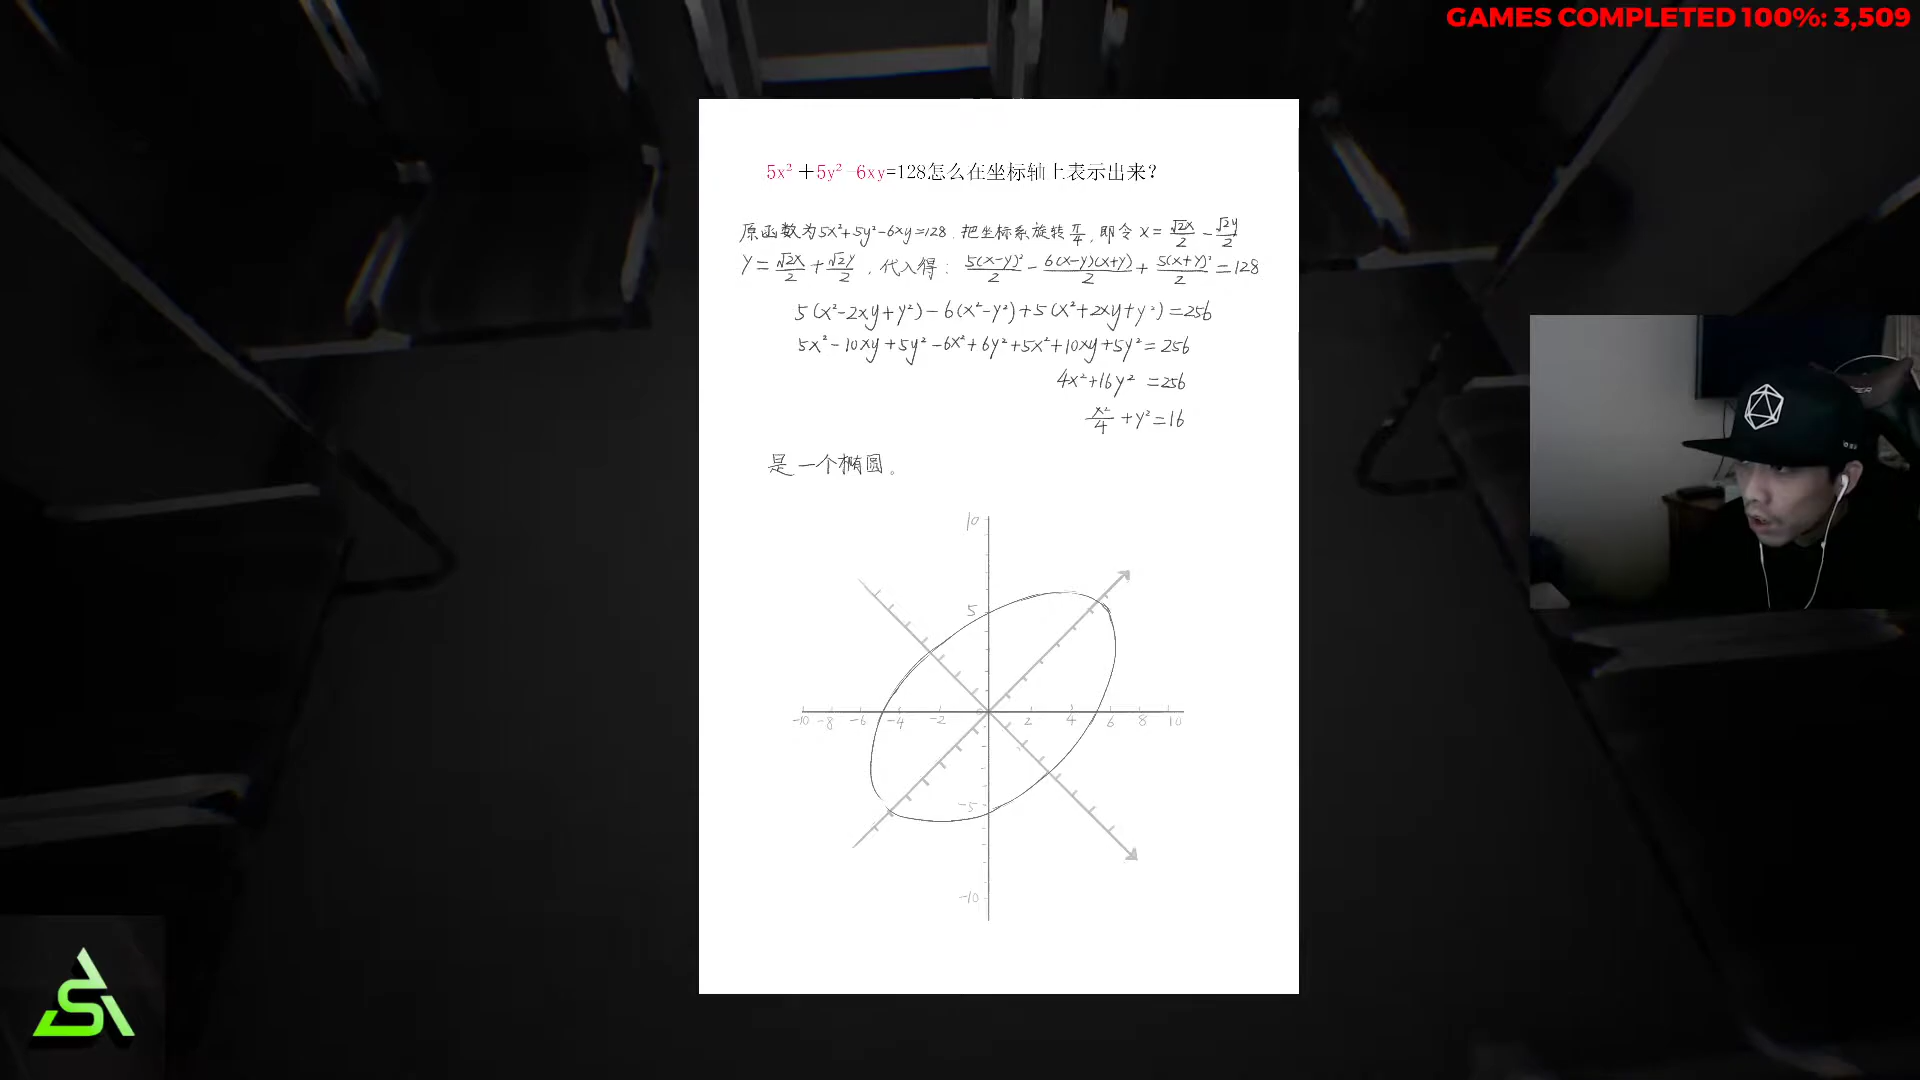 GAMES COMPLETED 100%: 3,509
5x²+5y²-6xy=128怎么在坐标轴上表示出来?
原函数为5x²+5y²-6xy=128,把坐标系旋转π/4,即令x=√2x/2-√2y/2
Y=√2x/2+√2y/2,代入得:5(x-y)²/2-6(x-y)(x+y)/2+5(x+y)²/2=128
5(x²-2xy+y²)-6(x²-y²)+5(x²+2xy+y²)=256
5x²-10xy+5y²-6x²+6y²+5x²+10xy+5y²=256
4x²+16y²=256
x²/4+y²=16
是一个椭圆。
10
5
-10 -8 -6 -4 -2 0 2 4 6 8 10
-5
-10